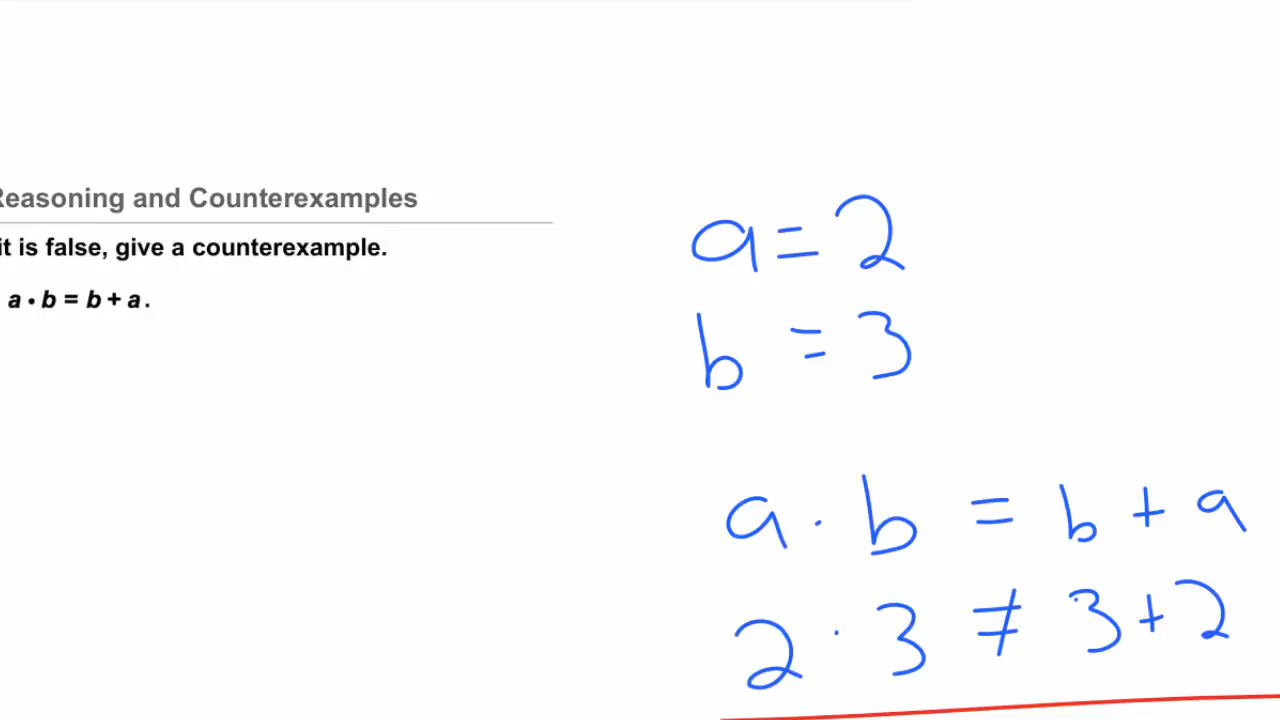 Reasoning and Counterexamples
it is false, give a counterexample.
a • b = b + a.
a = 2
b = 3
a · b = b + a
2 · 3 ≠ 3 + 2